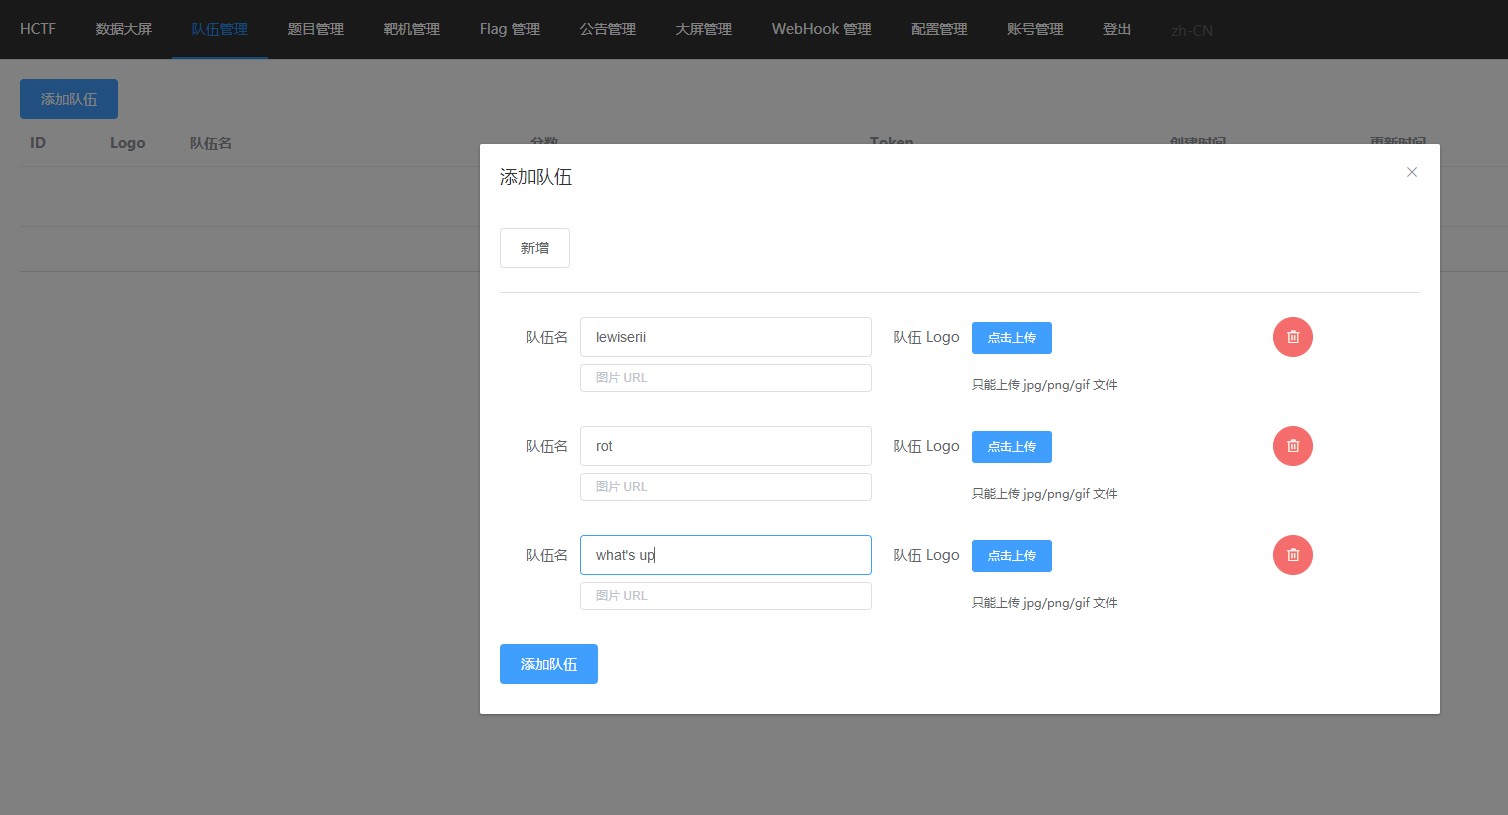 HCTF 数据大屏 队伍管理 题目管理 靶机管理 Flag 管理 公告管理 大屏管理 WebHook 管理 配置管理 账号管理 登出 zh-CN
添加队伍
ID Logo 队伍名 分数 Token 创建时间 更新时间
添加队伍
新增
队伍名 lewiserii 队伍 Logo 点击上传
图片 URL 只能上传 jpg/png/gif 文件
队伍名 rot 队伍 Logo 点击上传
图片 URL 只能上传 jpg/png/gif 文件
队伍名 what's up 队伍 Logo 点击上传
图片 URL 只能上传 jpg/png/gif 文件
添加队伍